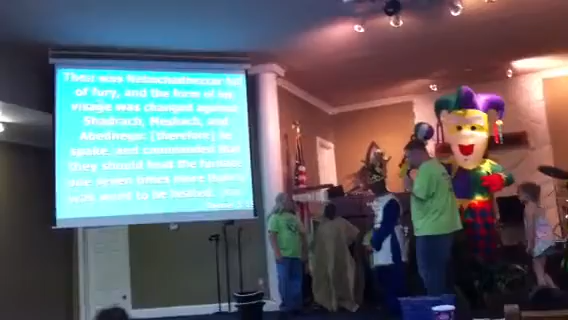 Then was Nebuchadnezzar full
of fury, and the form of his
visage was changed against
Shadrach, Meshach, and
Abednego: [therefore] he
spake, and commanded that
they should heat the furnace
one seven times more than it
was wont to be heated.